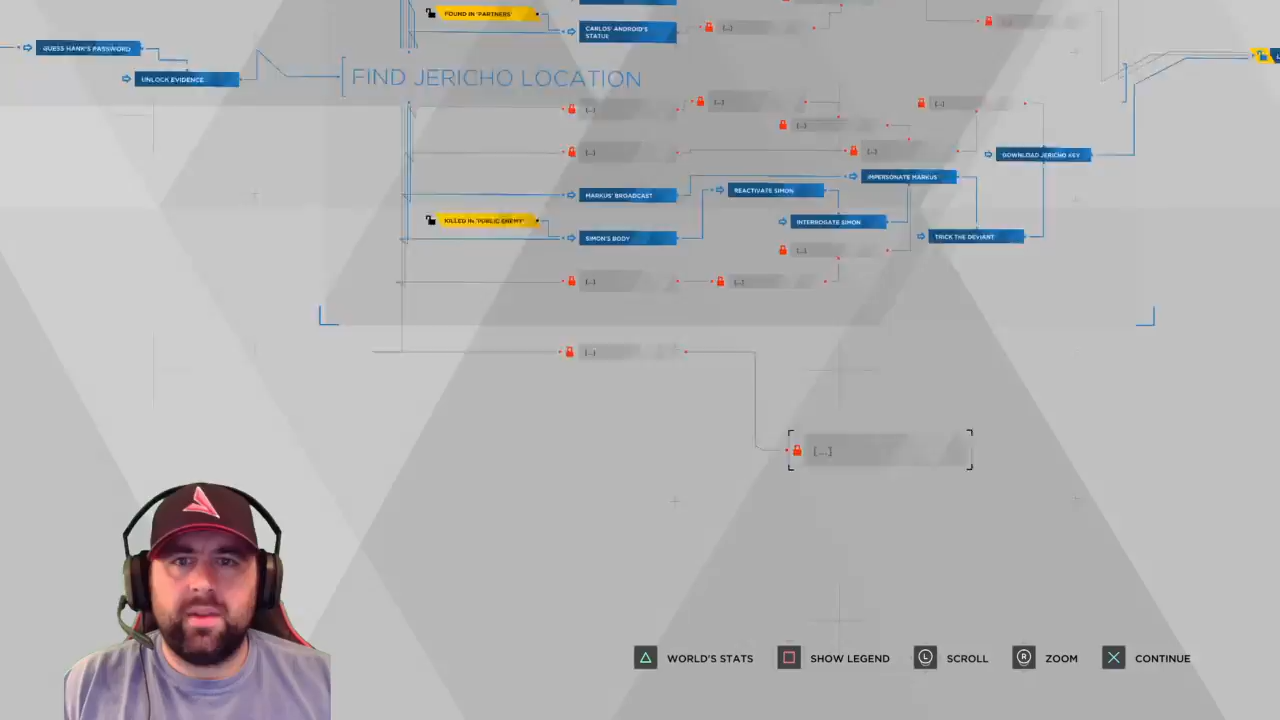 FOUND IN 'PARTNERS'
CARLOS' ANDROID'S
STATUE
[...]
[...]
GUESS HANK'S PASSWORD
UNLOCK EVIDENCE
FIND JERICHO LOCATION
[...]
[...]
[...]
[...]
[...]
[...]
DOWNLOAD JERICHO KEY
MARKUS' BROADCAST
REACTIVATE SIMON
IMPERSONATE MARKUS
KILLED IN 'PUBLIC ENEMY'
SIMON'S BODY
INTERROGATE SIMON
TRICK THE DEVIANT
[...]
[...]
[...]
[...]
[...]
WORLD'S STATS
SHOW LEGEND
L SCROLL
R ZOOM
CONTINUE